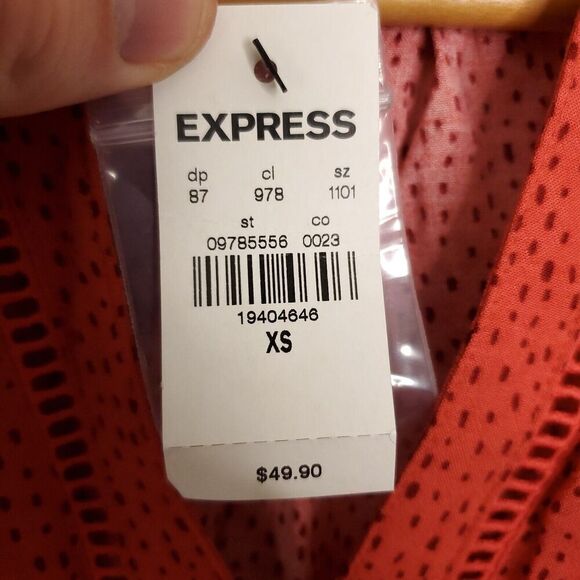 EXPRESS
dp cl sz
87 978 1101
st co
09785556 0023
19404646
XS
$49.90